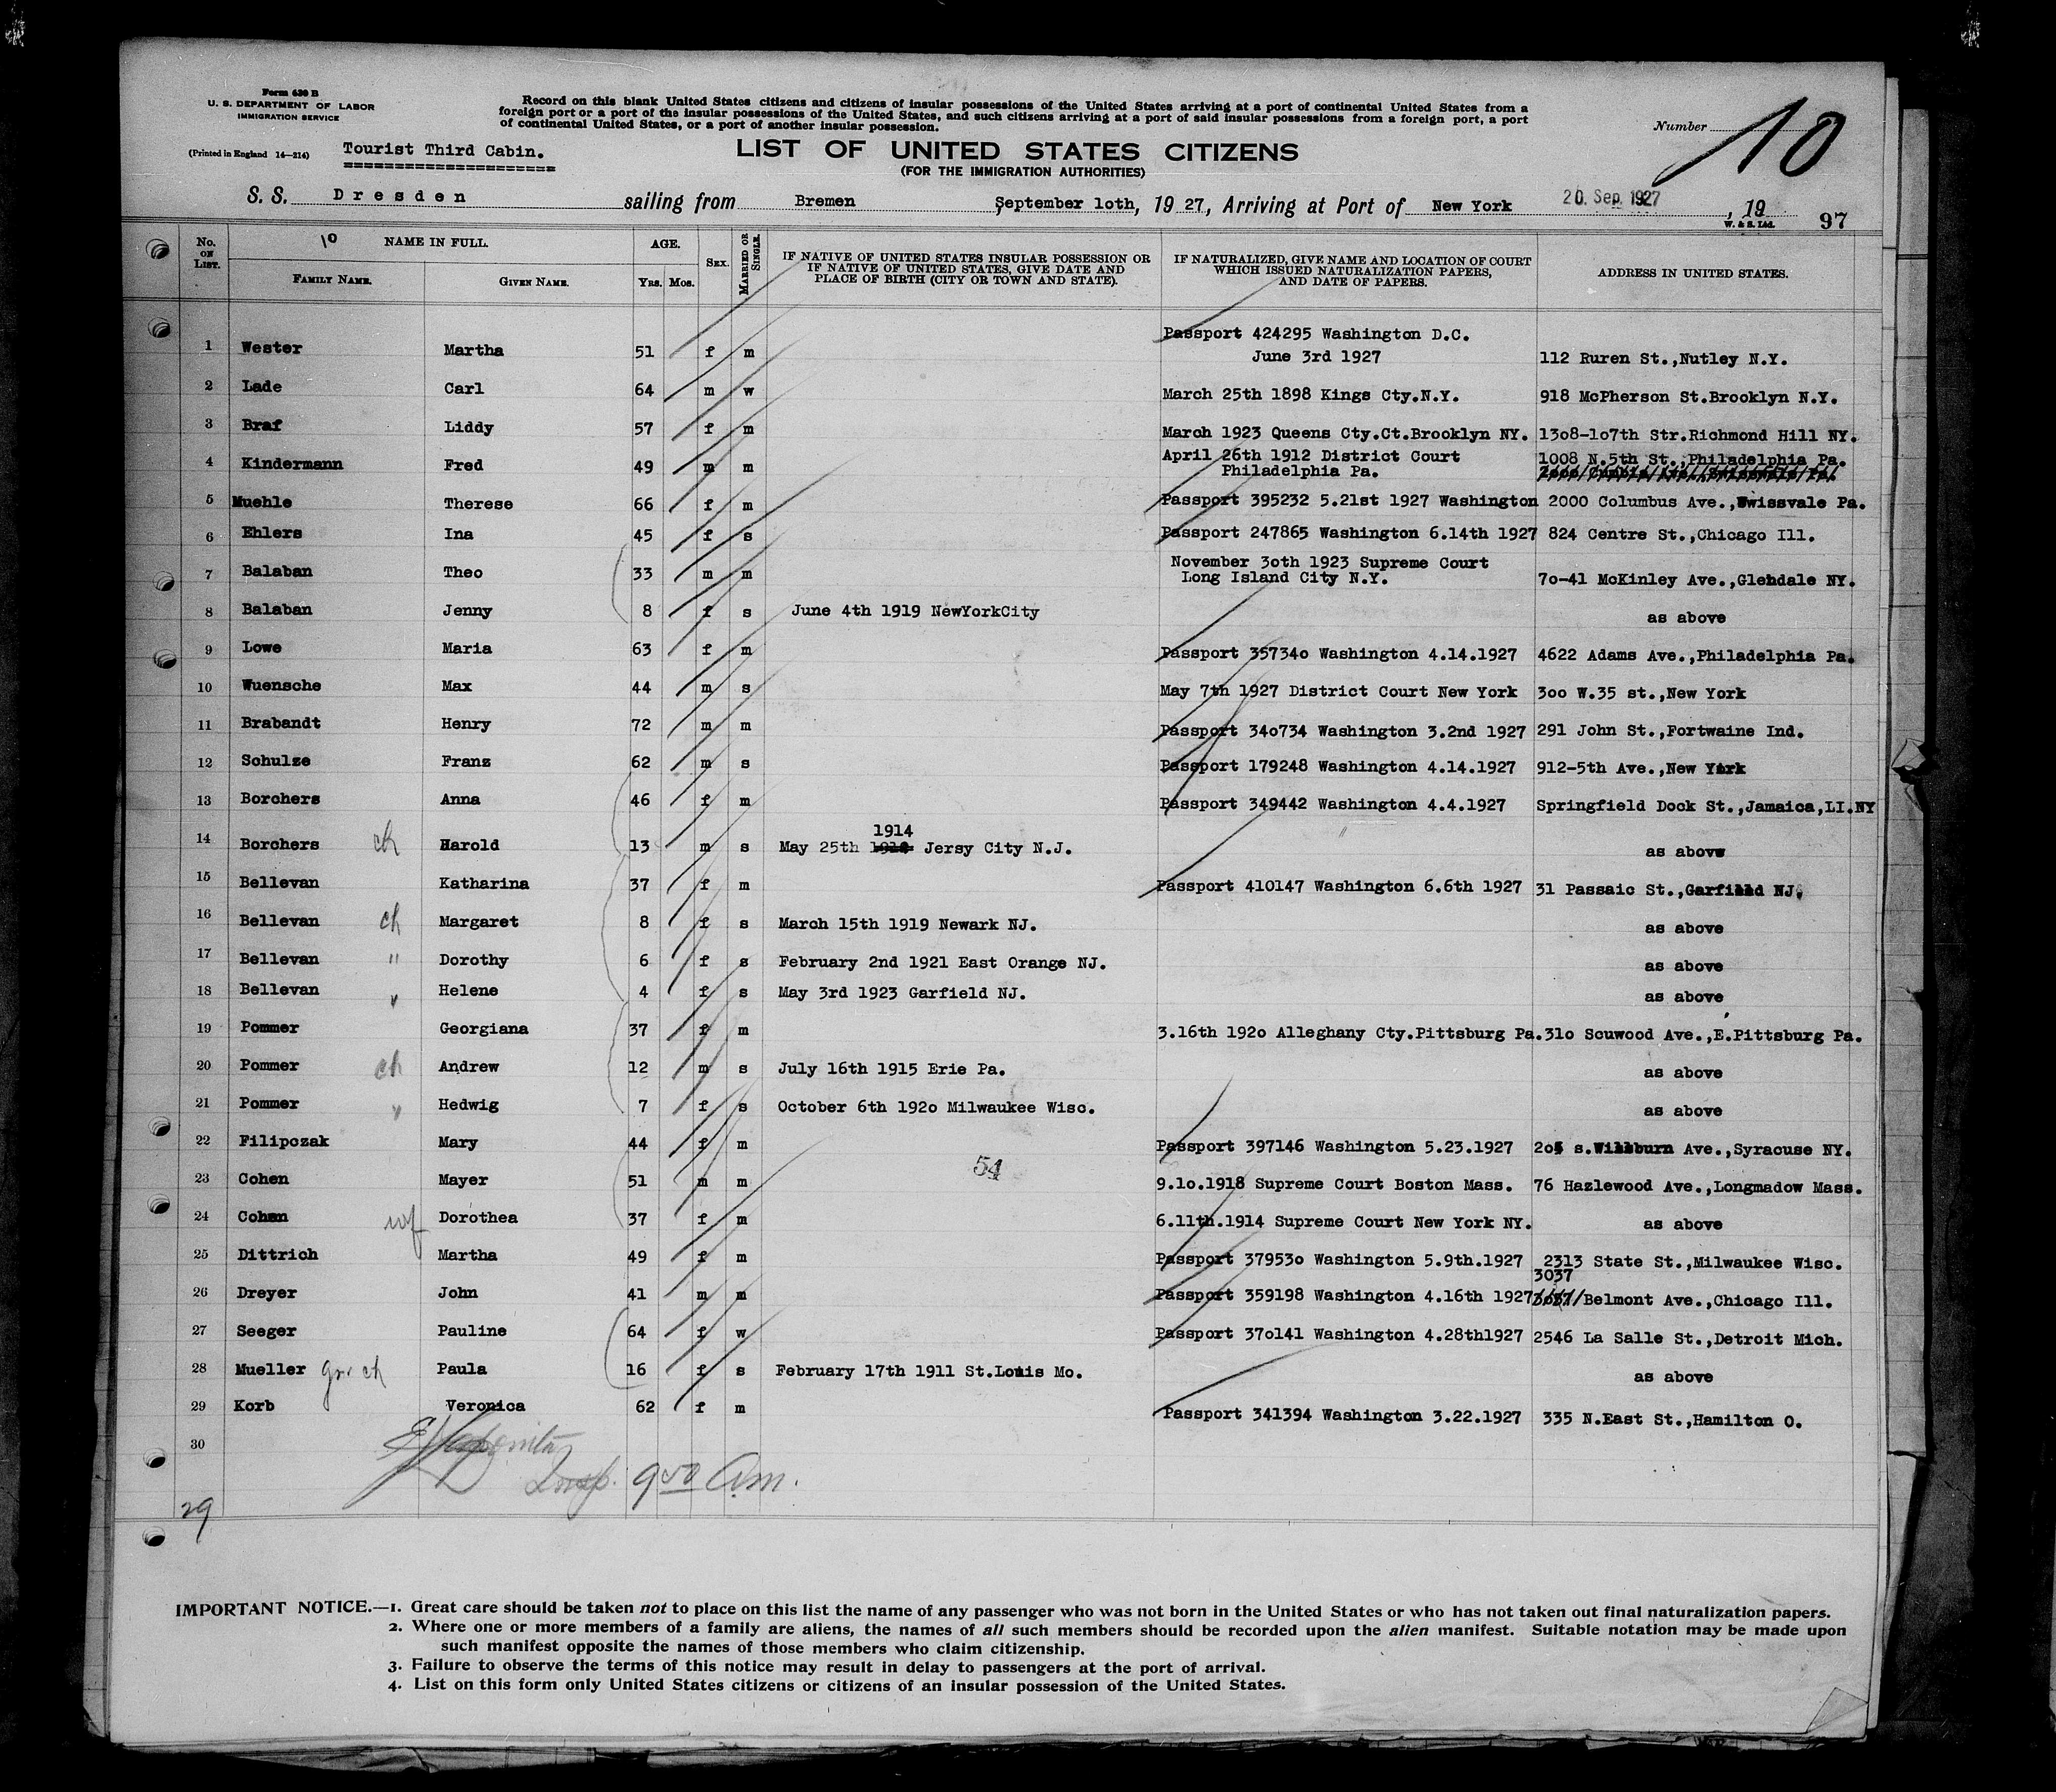 Form 630 B
U. S. DEPARTMENT OF LABOR
IMMIGRATION SERVICE
(Printed in England 14—214)
Tourist Third Cabin.
Record on this blank United States citizens and citizens of insular possessions of the United States arriving at a port of continental United States from a
foreign port or a port of the insular possessions of the United States, and such citizens arriving at a port of said insular possessions from a foreign port, a port
of continental United States, or a port of another insular possession.
LIST OF UNITED STATES CITIZENS
(FOR THE IMMIGRATION AUTHORITIES)
Number 10
S. S. Dresden sailing from Bremen September 1oth, 19 27, Arriving at Port of New York 20 Sep 1927, 19
W. & S. Ltd. 97
No. ON LIST. 10 NAME IN FULL. FAMILY NAME. GIVEN NAME. AGE. YRS. MOS. SEX. MARRIED OR SINGLE. IF NATIVE OF UNITED STATES INSULAR POSSESSION OR IF NATIVE OF UNITED STATES, GIVE DATE AND PLACE OF BIRTH (CITY OR TOWN AND STATE). IF NATURALIZED, GIVE NAME AND LOCATION OF COURT WHICH ISSUED NATURALIZATION PAPERS, AND DATE OF PAPERS. ADDRESS IN UNITED STATES.
1 Wester Martha 51 f m Passport 424295 Washington D.C. June 3rd 1927 112 Ruren St.,Nutley N.Y.
2 Lade Carl 64 m w March 25th 1898 Kings Cty.N.Y. 918 McPherson St.Brooklyn N.Y.
3 Braf Liddy 57 f m March 1923 Queens Cty.Ct.Brooklyn NY. 13o8-1o7th Str.Richmond Hill NY.
4 Kindermann Fred 49 m m April 26th 1912 District Court Philadelphia Pa. 1008 N.5th St.,Philadelphia Pa.
5 Muehle Therese 66 f m Passport 395232 5.21st 1927 Washington 2000 Columbus Ave.,Swissvale Pa.
6 Ehlers Ina 45 f s Passport 247865 Washington 6.14th 1927 824 Centre St.,Chicago Ill.
7 Balaban Theo 33 m m November 3oth 1923 Supreme Court Long Island City N.Y. 7o-41 McKinley Ave.,Glendale NY.
8 Balaban Jenny 8 f s June 4th 1919 NewYorkCity as above
9 Lowe Maria 63 f m Passport 35734o Washington 4.14.1927 4622 Adams Ave.,Philadelphia Pa.
10 Wuensche Max 44 m s May 7th 1927 District Court New York 3oo W.35 st.,New York
11 Brabandt Henry 72 m m Passport 34o734 Washington 3.2nd 1927 291 John St.,Fortwaine Ind.
12 Schulze Franz 62 m s Passport 179248 Washington 4.14.1927 912-5th Ave.,New York
13 Borchers Anna 46 f m Passport 349442 Washington 4.4.1927 Springfield Dock St.,Jamaica,LI.NY
14 Borchers ch Harold 13 m s May 25th 1914 Jersy City N.J. as above
15 Bellevan Katharina 37 f m Passport 410147 Washington 6.6th 1927 31 Passaic St.,Garfield NJ.
16 Bellevan ch Margaret 8 f s March 15th 1919 Newark NJ. as above
17 Bellevan " Dorothy 6 f s February 2nd 1921 East Orange NJ. as above
18 Bellevan " Helene 4 f s May 3rd 1923 Garfield NJ. as above
19 Pommer Georgiana 37 f m 3.16th 192o Alleghany Cty.Pittsburg Pa. 31o Souwood Ave.,E.Pittsburg Pa.
20 Pommer ch Andrew 12 m s July 16th 1915 Erie Pa. as above
21 Pommer " Hedwig 7 f s October 6th 192o Milwaukee Wisc. as above
22 Filipczak Mary 44 f m Passport 397146 Washington 5.23.1927 Ave.,Syracuse NY.
54
23 Cohen Mayer 51 m m 9.1o.1918 Supreme Court Boston Mass. 76 Hazlewood Ave.,Longmadow Mass.
24 Cohen wf Dorothea 37 f m 6.11th.1914 Supreme Court New York NY. as above
25 Dittrich Martha 49 f m Passport 37953o Washington 5.9th.1927 2313 State St.,Milwaukee Wisc.
26 Dreyer John 41 m m Passport 359198 Washington 4.16th 1927 3037 Belmont Ave.,Chicago Ill.
27 Seeger Pauline 64 f w Passport 37o141 Washington 4.28th1927 2546 La Salle St.,Detroit Mich.
28 Mueller gr. ch Paula 16 f s February 17th 1911 St.Louis Mo. as above
29 Korb Veronica 62 f m Passport 341394 Washington 3.22.1927 335 N.East St.,Hamilton O.
30
Insp. 9 50 Am.
29
IMPORTANT NOTICE.—1. Great care should be taken not to place on this list the name of any passenger who was not born in the United States or who has not taken out final naturalization papers.
2. Where one or more members of a family are aliens, the names of all such members should be recorded upon the alien manifest. Suitable notation may be made upon
such manifest opposite the names of those members who claim citizenship.
3. Failure to observe the terms of this notice may result in delay to passengers at the port of arrival.
4. List on this form only United States citizens or citizens of an insular possession of the United States.